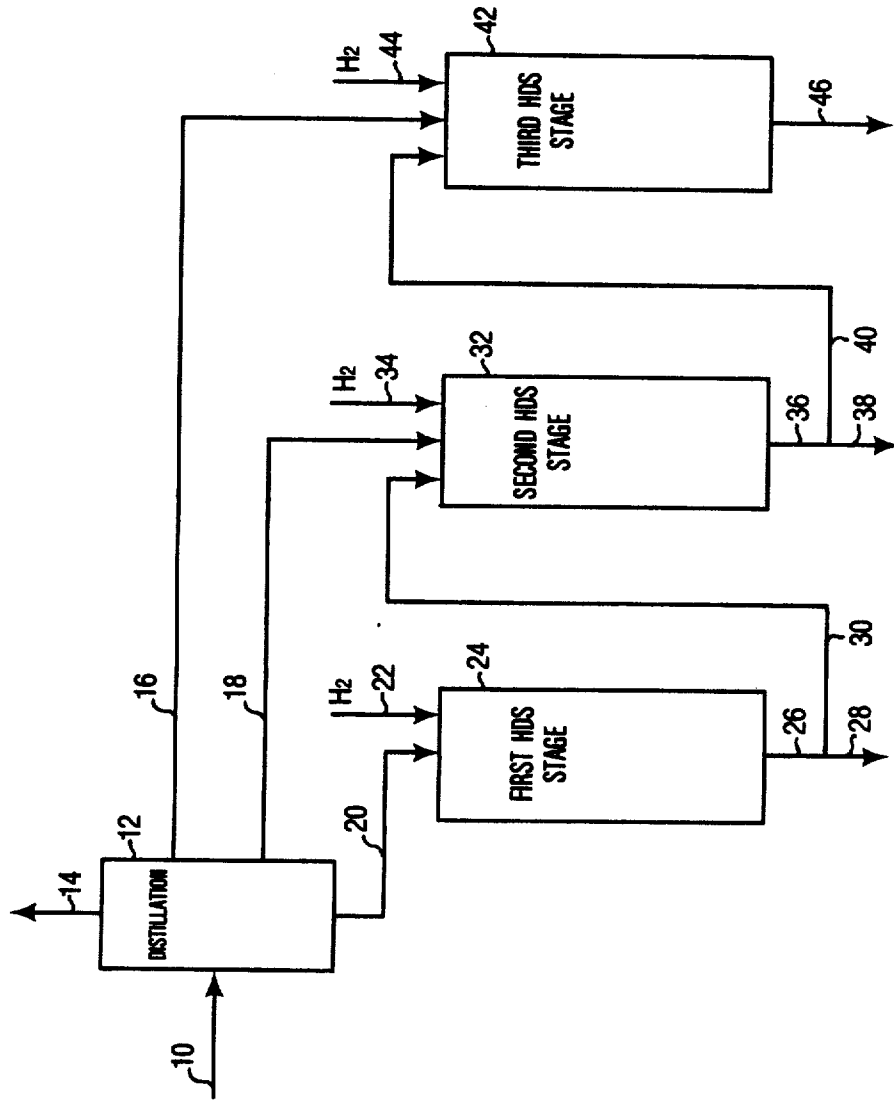 14
12
DISTILLATION
10
16
18
20
H2
22
24
FIRST HDS
STAGE
26
28
30
H2
34
32
SECOND HDS
STAGE
36
38
40
H2
44
42
THIRD HDS
STAGE
46